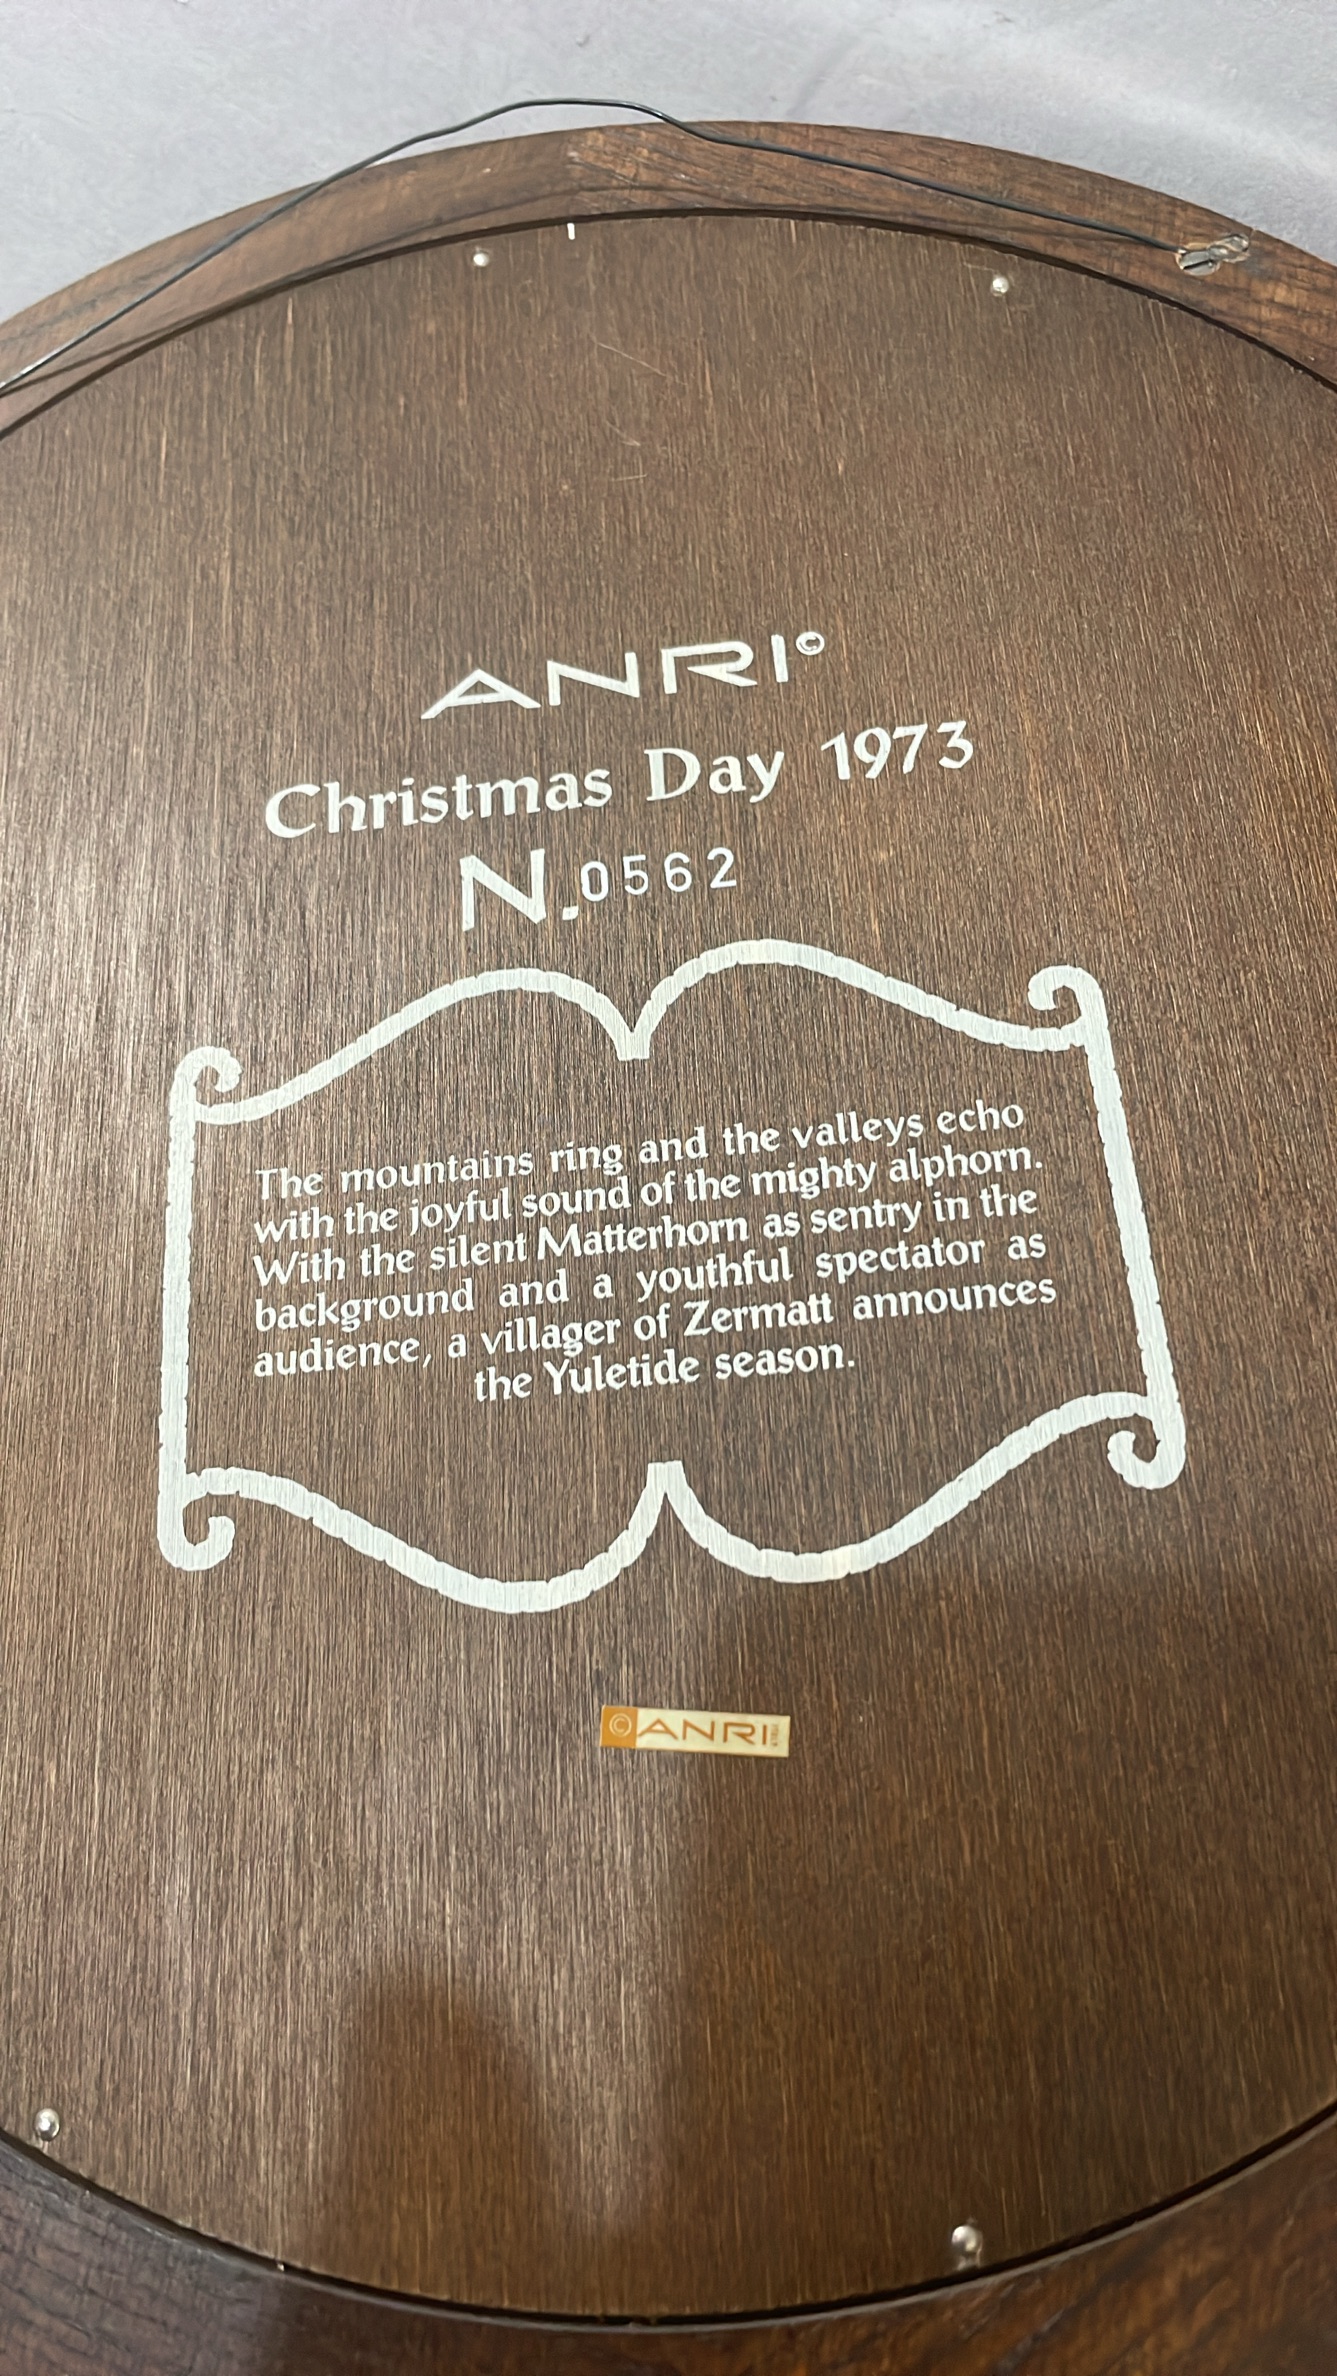 ANRI©
Christmas Day 1973
N.0562
The mountains ring and the valleys echo
with the joyful sound of the mighty alphorn.
With the silent Matterhorn as sentry in the
background and a youthful spectator as
audience, a villager of Zermatt announces
the Yuletide season.
© ANRI